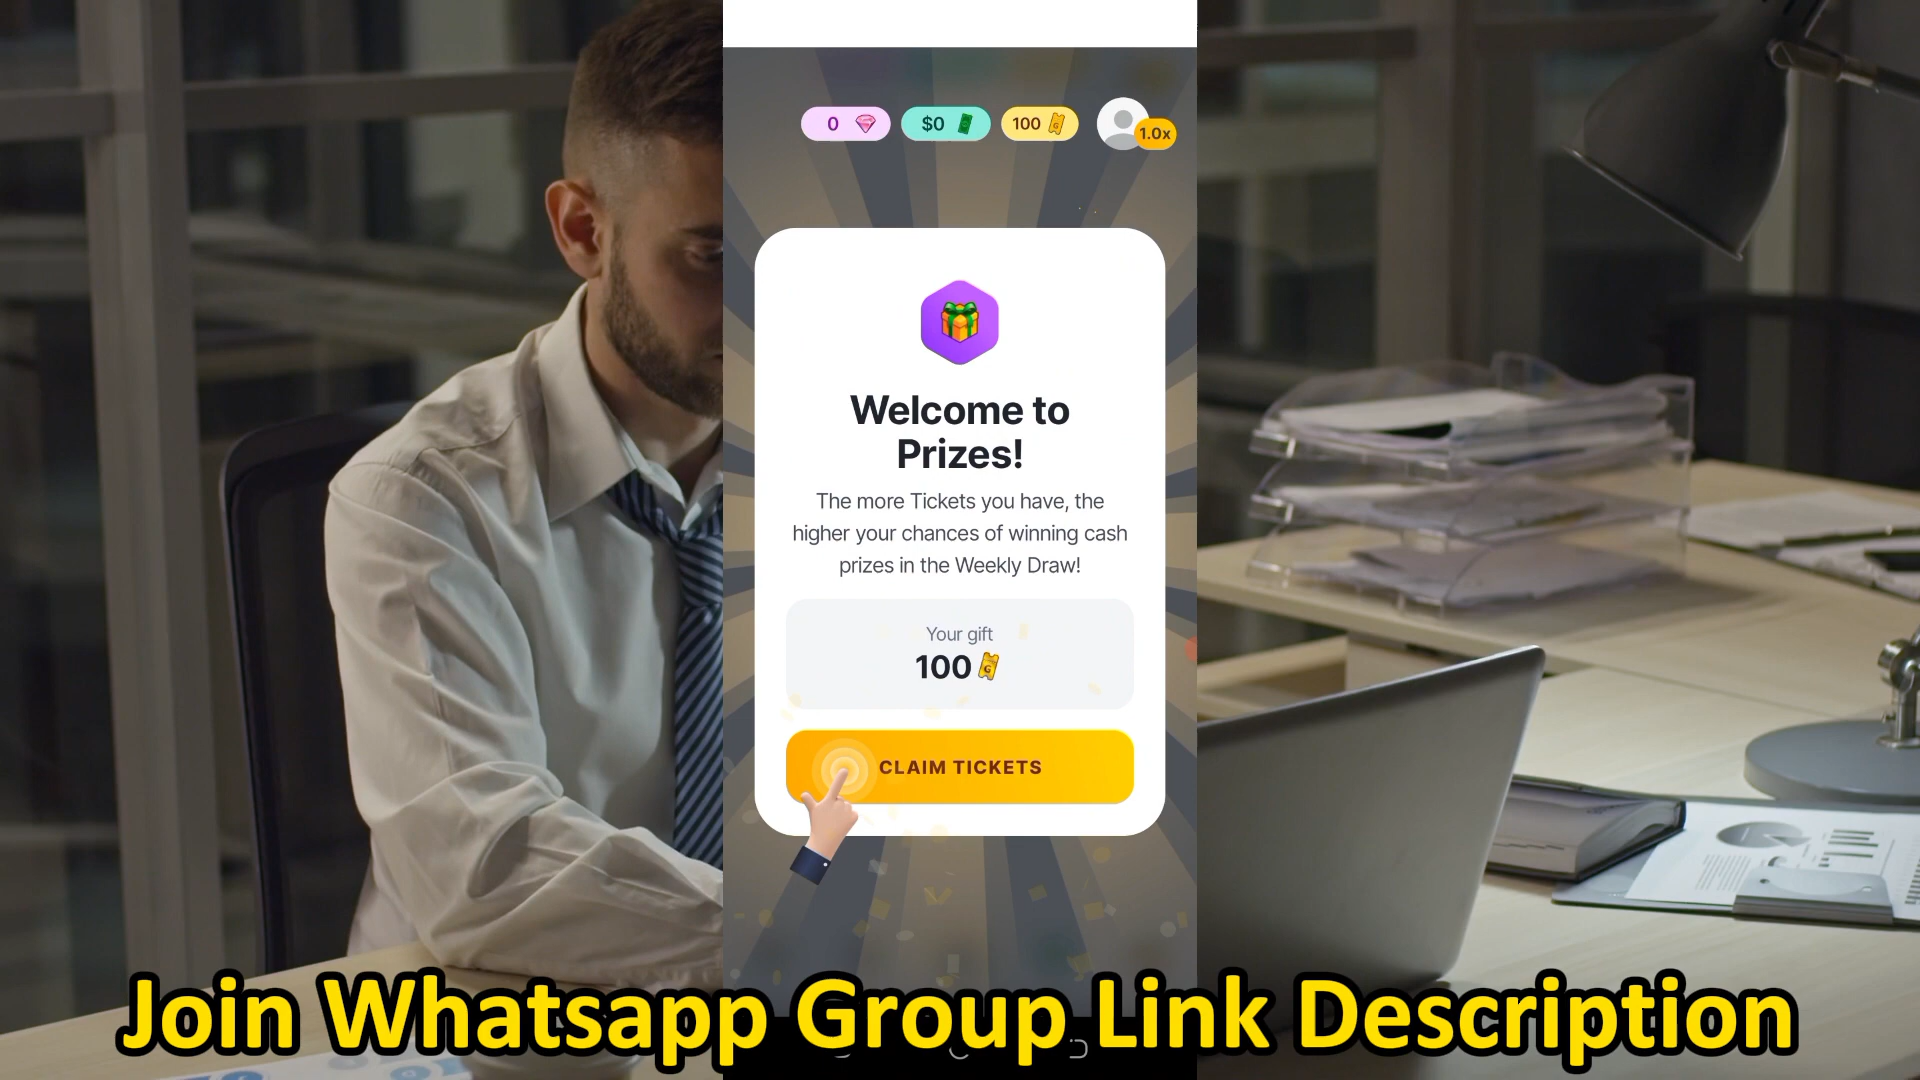 0
$0
100
1.0x
Welcome to
Prizes!
The more Tickets you have, the
higher your chances of winning cash
prizes in the Weekly Draw!
Your gift
100
CLAIM TICKETS
Join Whatsapp Group Link Description